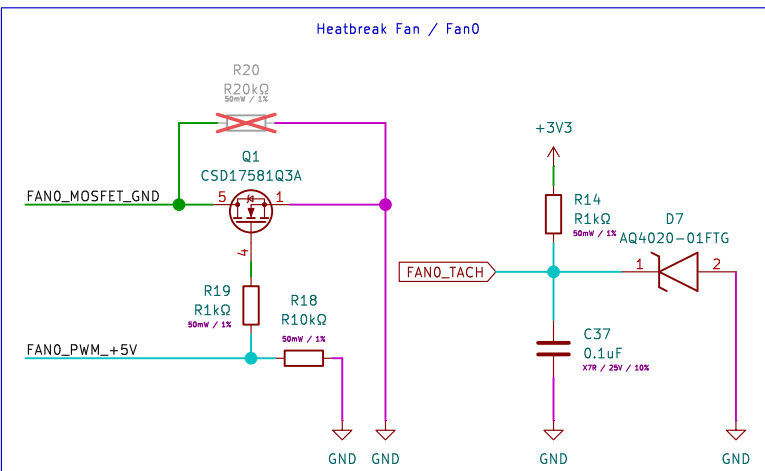 Heatbreak Fan / Fan0
R20
R20kΩ
50mW / 1%
Q1
CSD17581Q3A
FAN0_MOSFET_GND
5
1
4
R19
R1kΩ
50mW / 1%
R18
R10kΩ
50mW / 1%
FAN0_PWM_+5V
GND
GND
+3V3
R14
R1kΩ
50mW / 1%
D7
AQ4020-01FTG
FAN0_TACH
1
2
C37
0.1uF
X7R / 25V / 10%
GND
GND